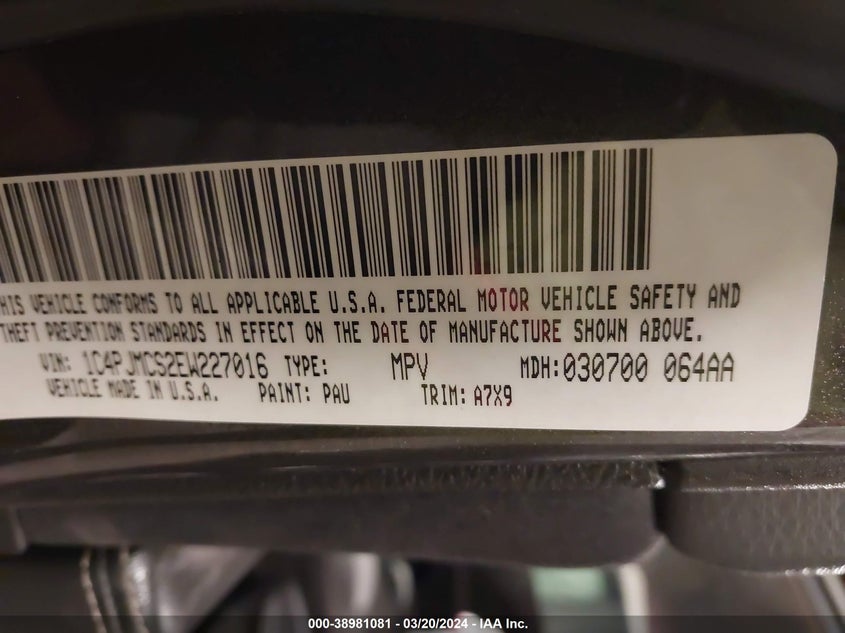 THIS VEHICLE CONFORMS TO ALL APPLICABLE U.S.A. FEDERAL MOTOR VEHICLE SAFETY AND
THEFT PREVENTION STANDARDS IN EFFECT ON THE DATE OF MANUFACTURE SHOWN ABOVE.
VIN: 1C4PJMCS2EW227016 TYPE: MPV MDH: 030700 064AA
VEHICLE MADE IN U.S.A. PAINT: PAU TRIM: A7X9
000-38981081 - 03/20/2024 - IAA Inc.